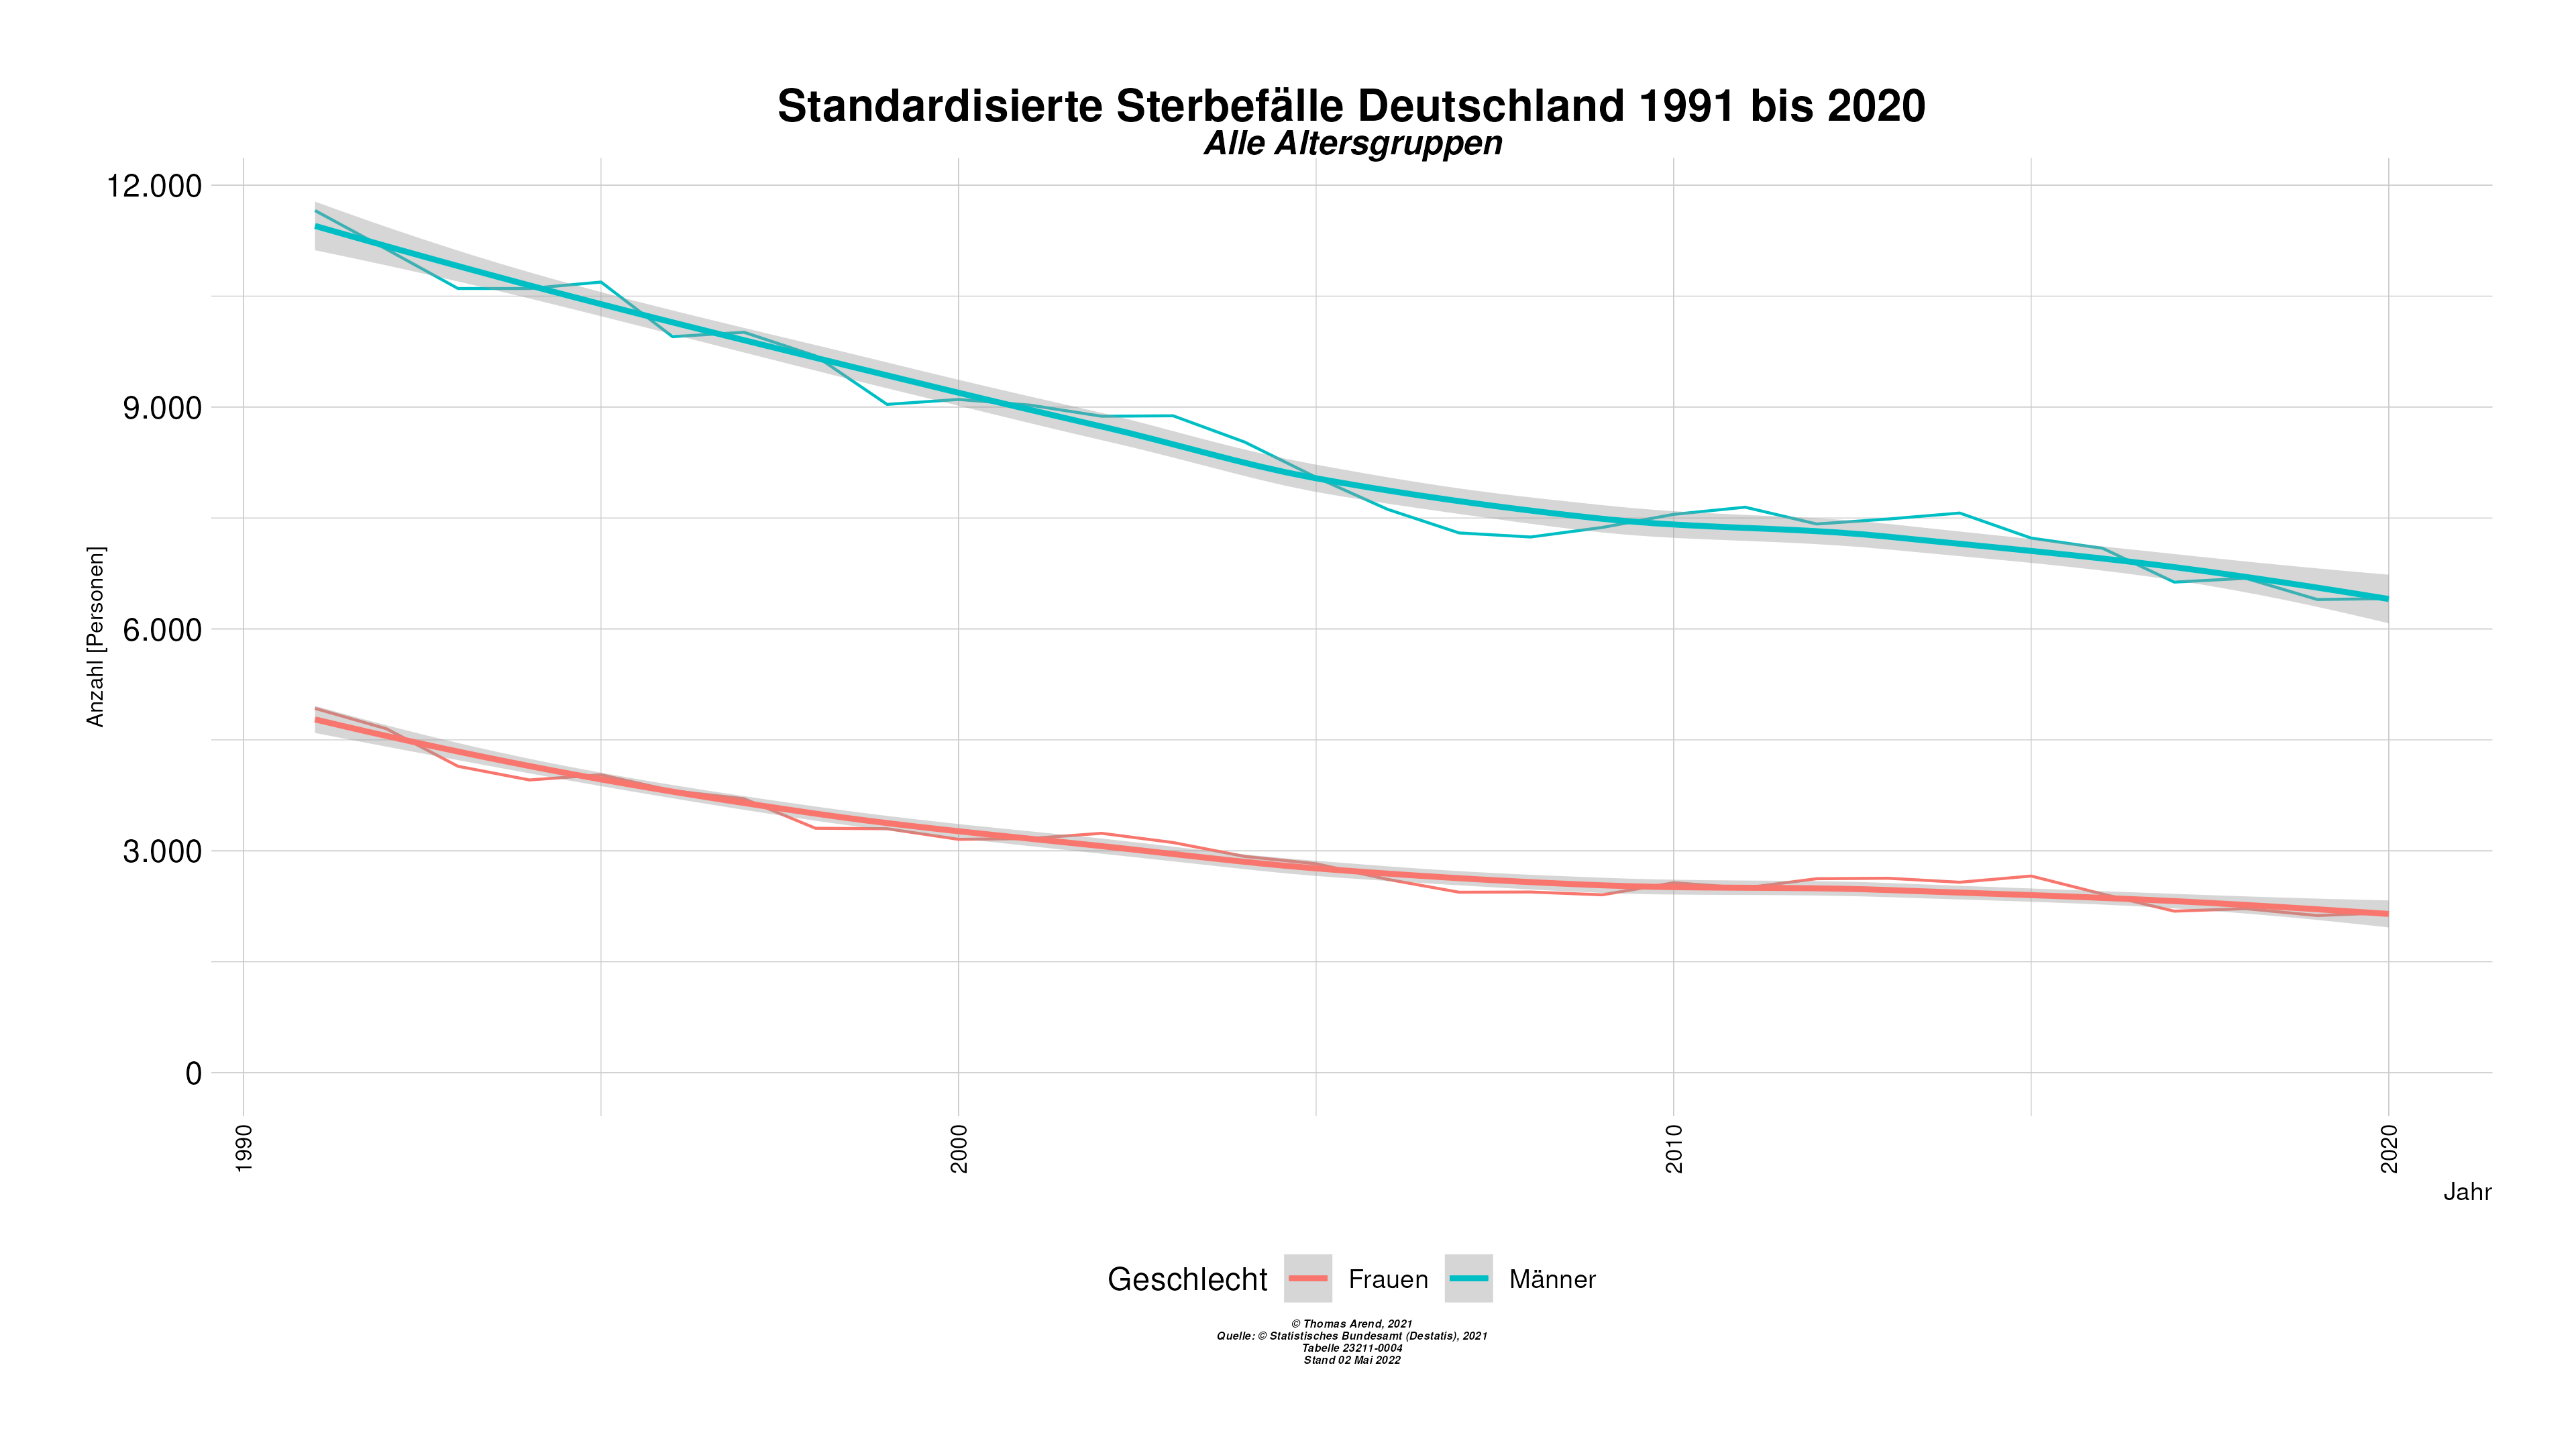 Standardisierte Sterbefälle Deutschland 1991 bis 2020
Alle Altersgruppen
12.000
9.000
6.000
3.000
0
Anzahl [Personen]
1990
2000
2010
2020
Jahr
Geschlecht Frauen Männer
© Thomas Arend, 2021
Quelle: © Statistisches Bundesamt (Destatis), 2021
Tabelle 23211-0004
Stand 02 Mai 2022